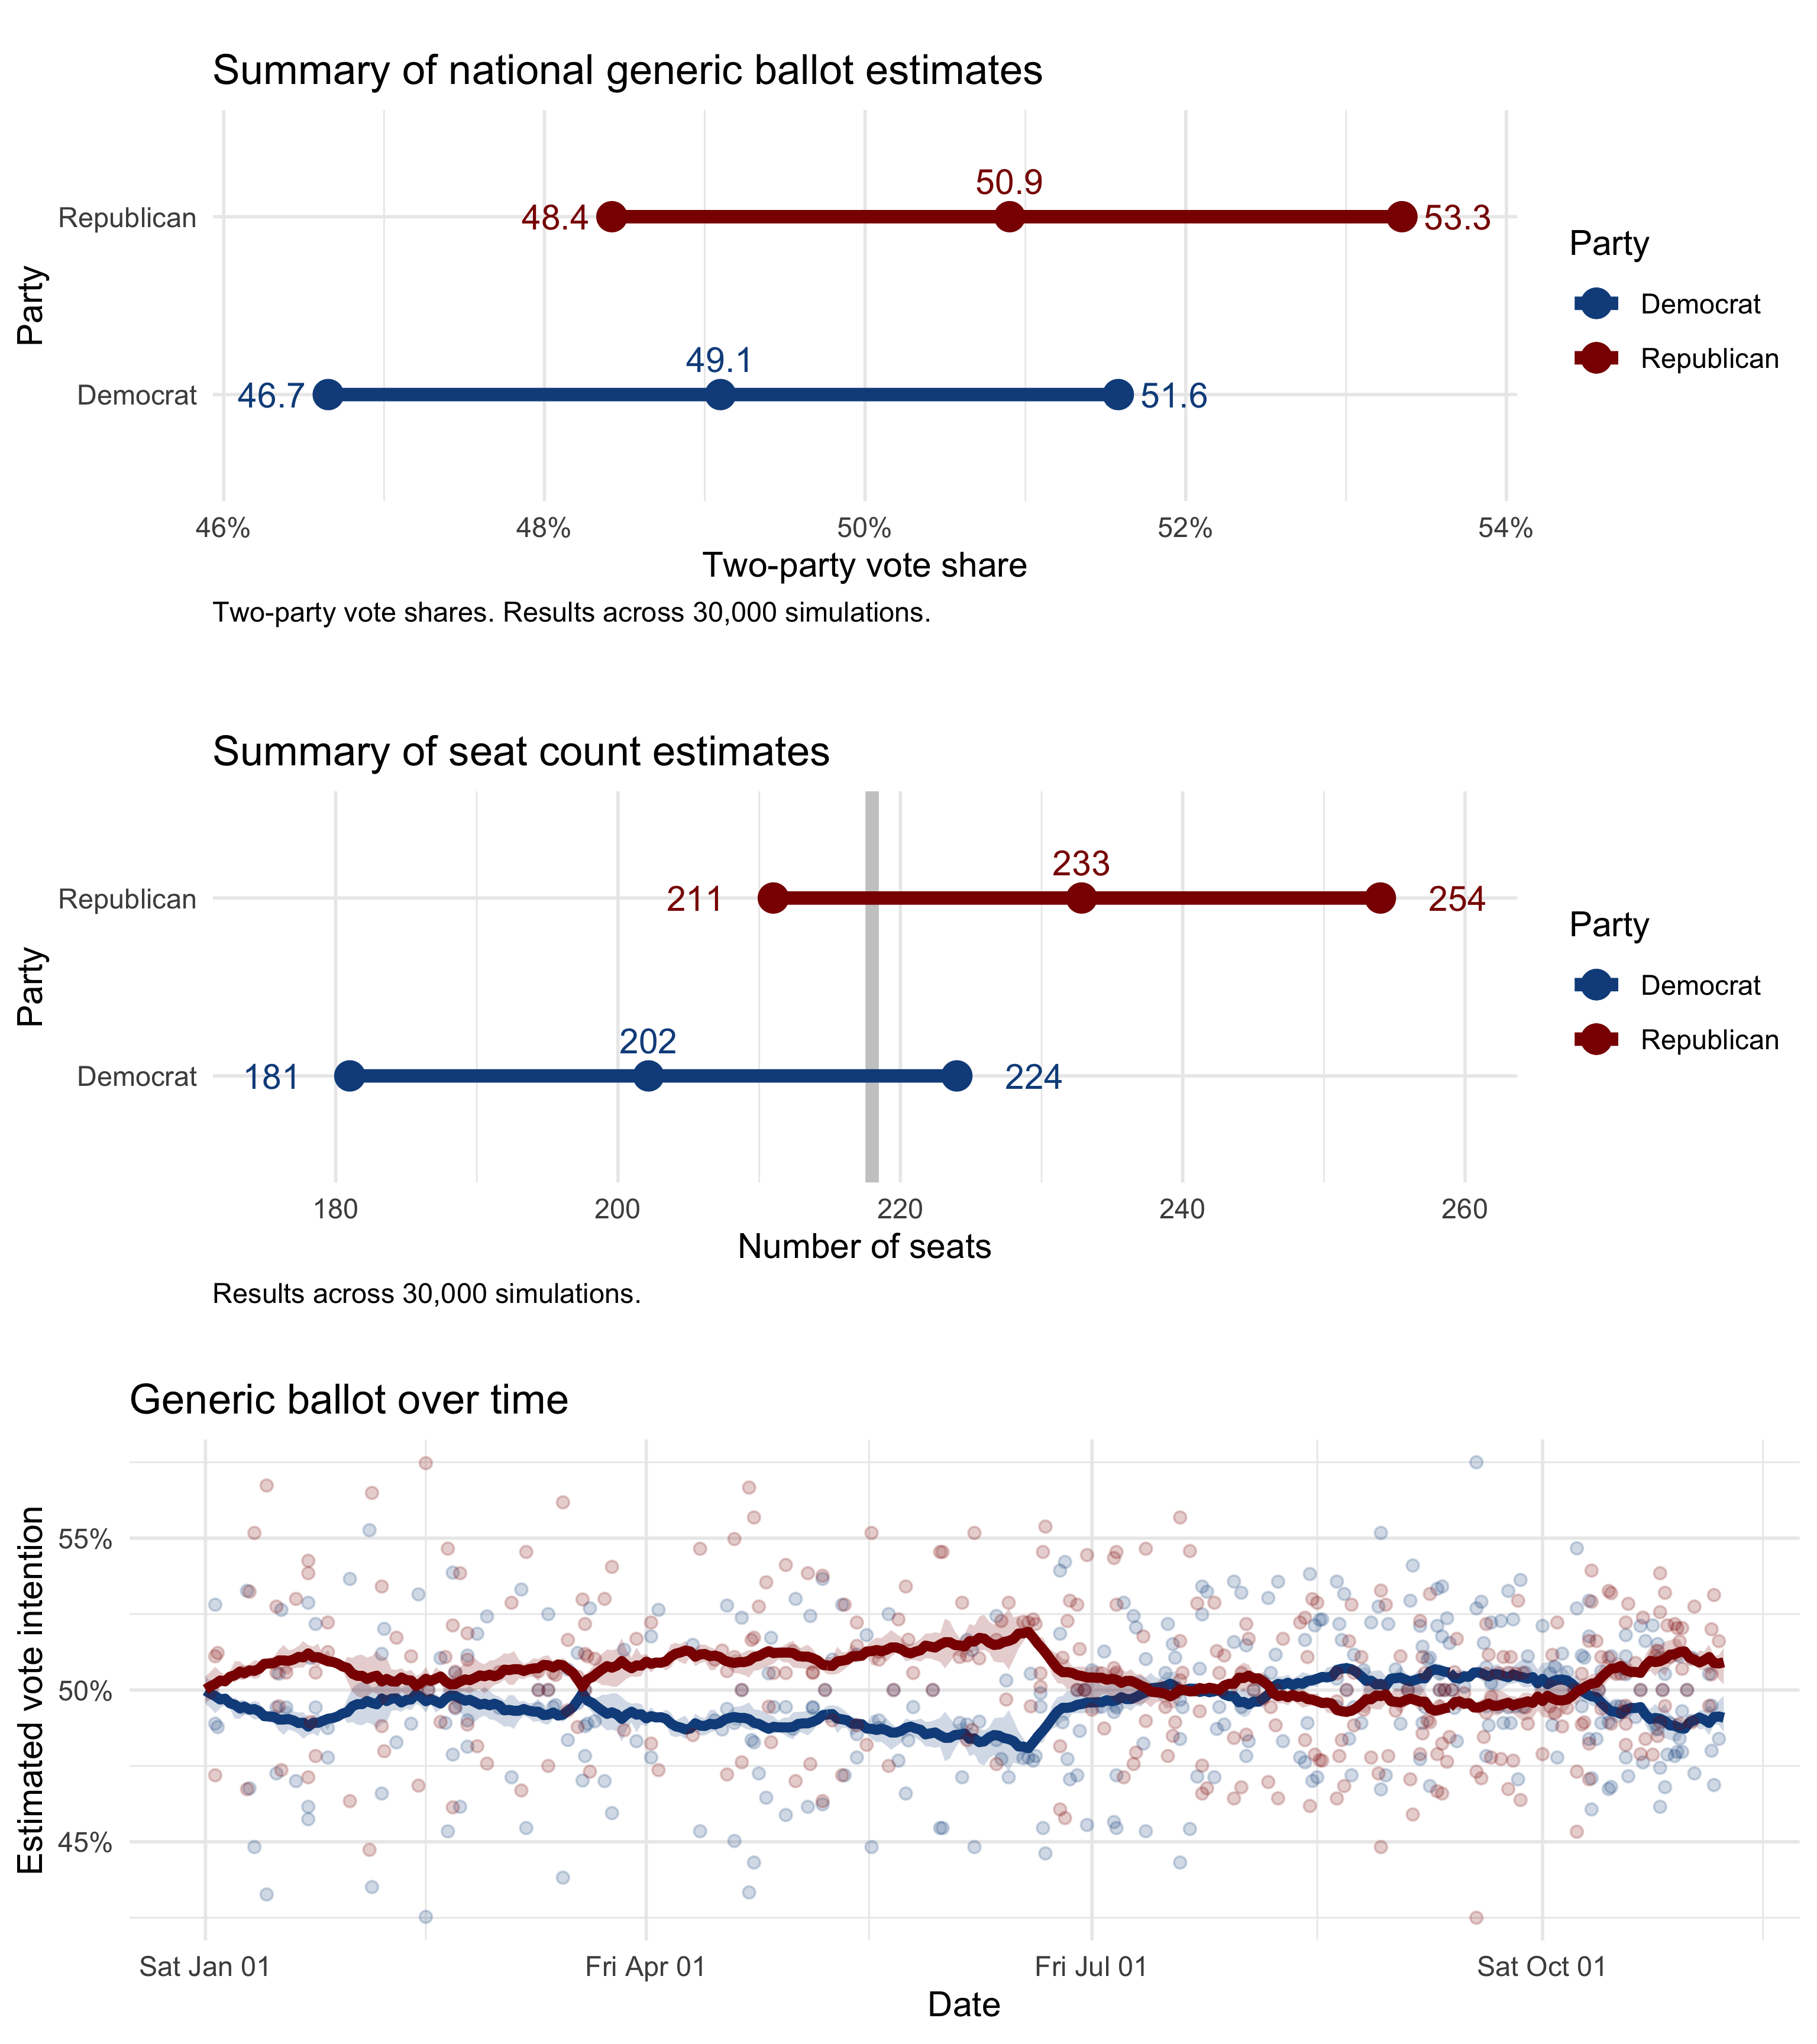 Summary of national generic ballot estimates
50.9
Republican
48.4
53.3
49.1
Democrat
46.7
51.6
Party
46%
48%
50%
52%
54%
Two-party vote share
Two-party vote shares. Results across 30,000 simulations.
Party
Democrat
Republican
Summary of seat count estimates
233
Republican
211
254
202
Democrat
181
224
Party
180
200
220
240
260
Number of seats
Results across 30,000 simulations.
Party
Democrat
Republican
Generic ballot over time
Estimated vote intention
55%
50%
45%
Sat Jan 01
Fri Apr 01
Fri Jul 01
Sat Oct 01
Date